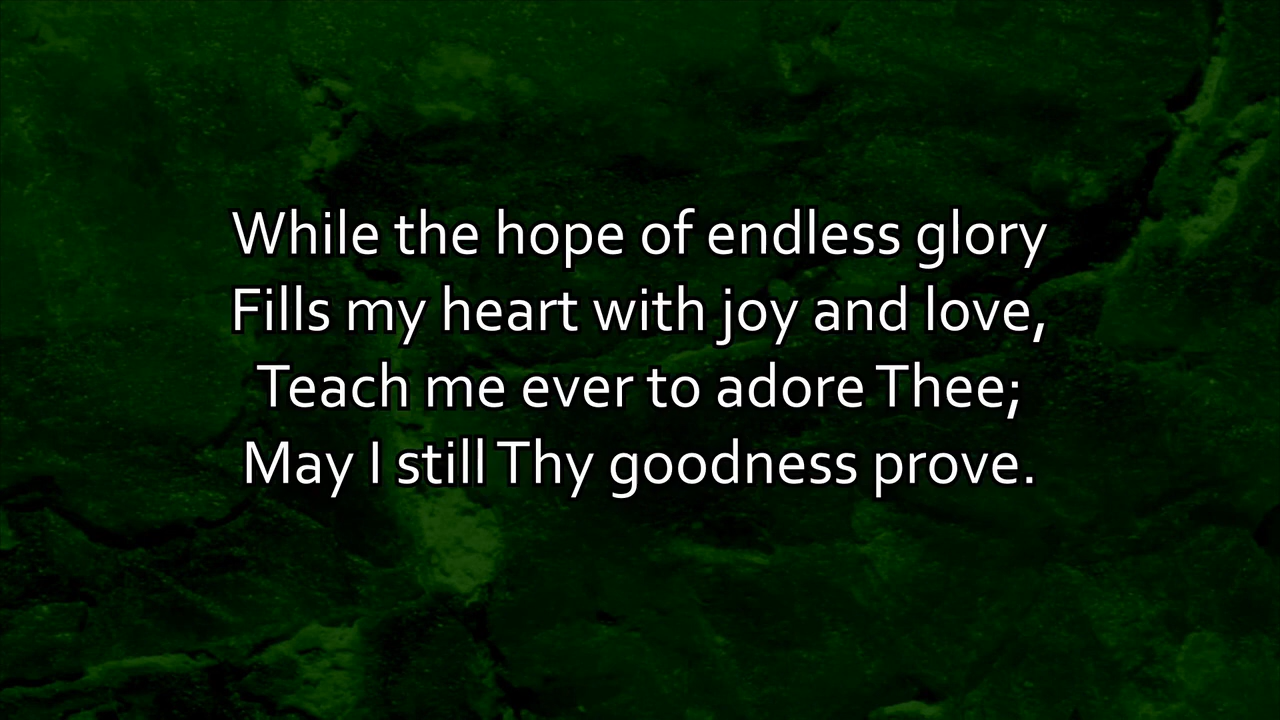 While the hope of endless glory
Fills my heart with joy and love,
Teach me ever to adore Thee;
May I still Thy goodness prove.